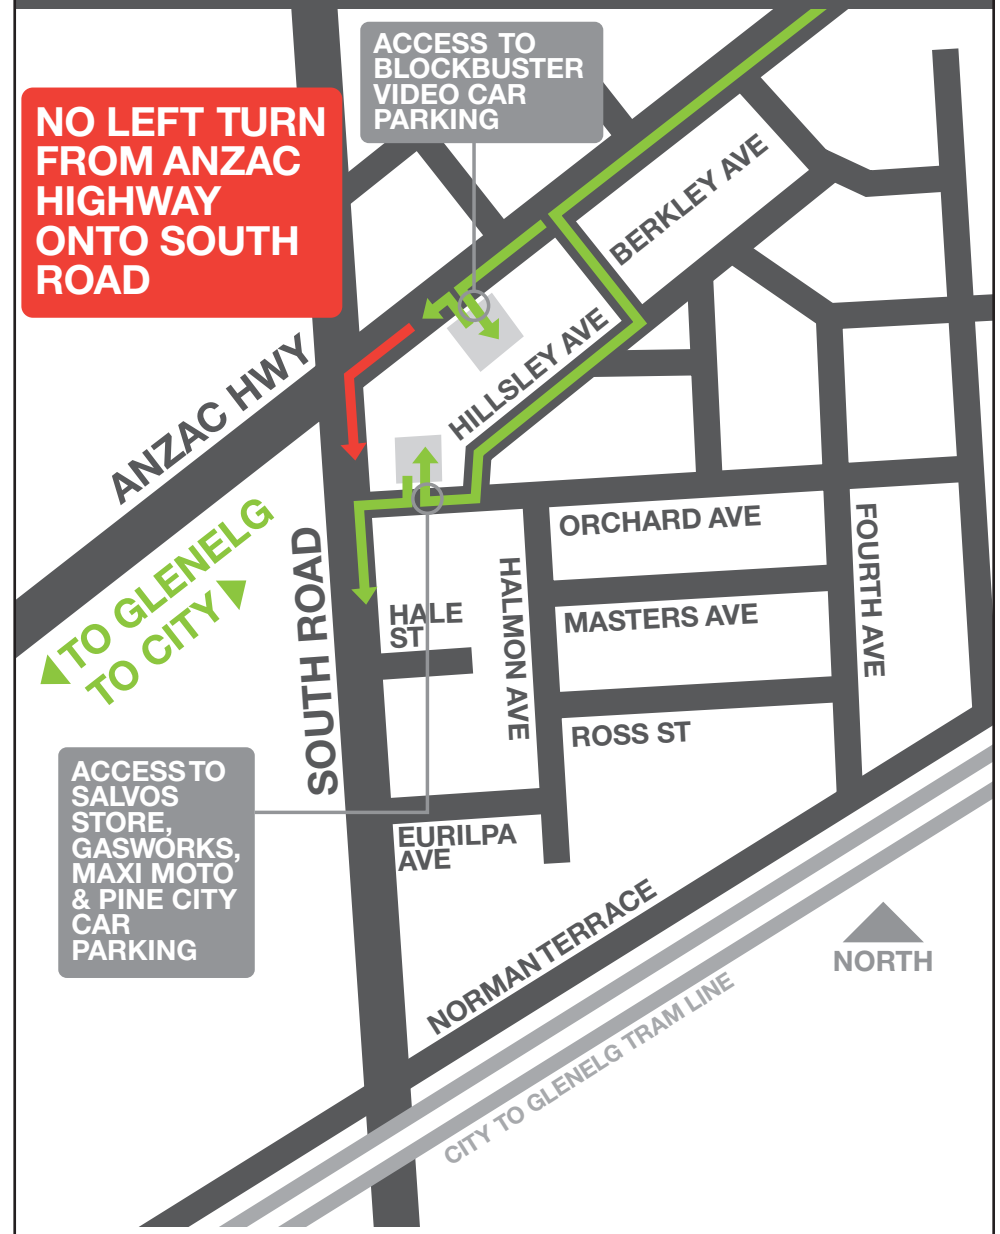 ACCESS TO
BLOCKBUSTER
VIDEO CAR
PARKING
NO LEFT TURN
FROM ANZAC
HIGHWAY
ONTO SOUTH
ROAD
BERKLEY AVE
HILLSLEY AVE
ANZAC HWY
TO GLENELG
TO CITY
SOUTH ROAD
ORCHARD AVE
FOURTH AVE
HALMON AVE
HALE
ST
MASTERS AVE
ROSS ST
ACCESS TO
SALVOS
STORE,
GASWORKS,
MAXI MOTO
& PINE CITY
CAR
PARKING
EURILPA
AVE
NORMAN TERRACE
NORTH
CITY TO GLENELG TRAM LINE